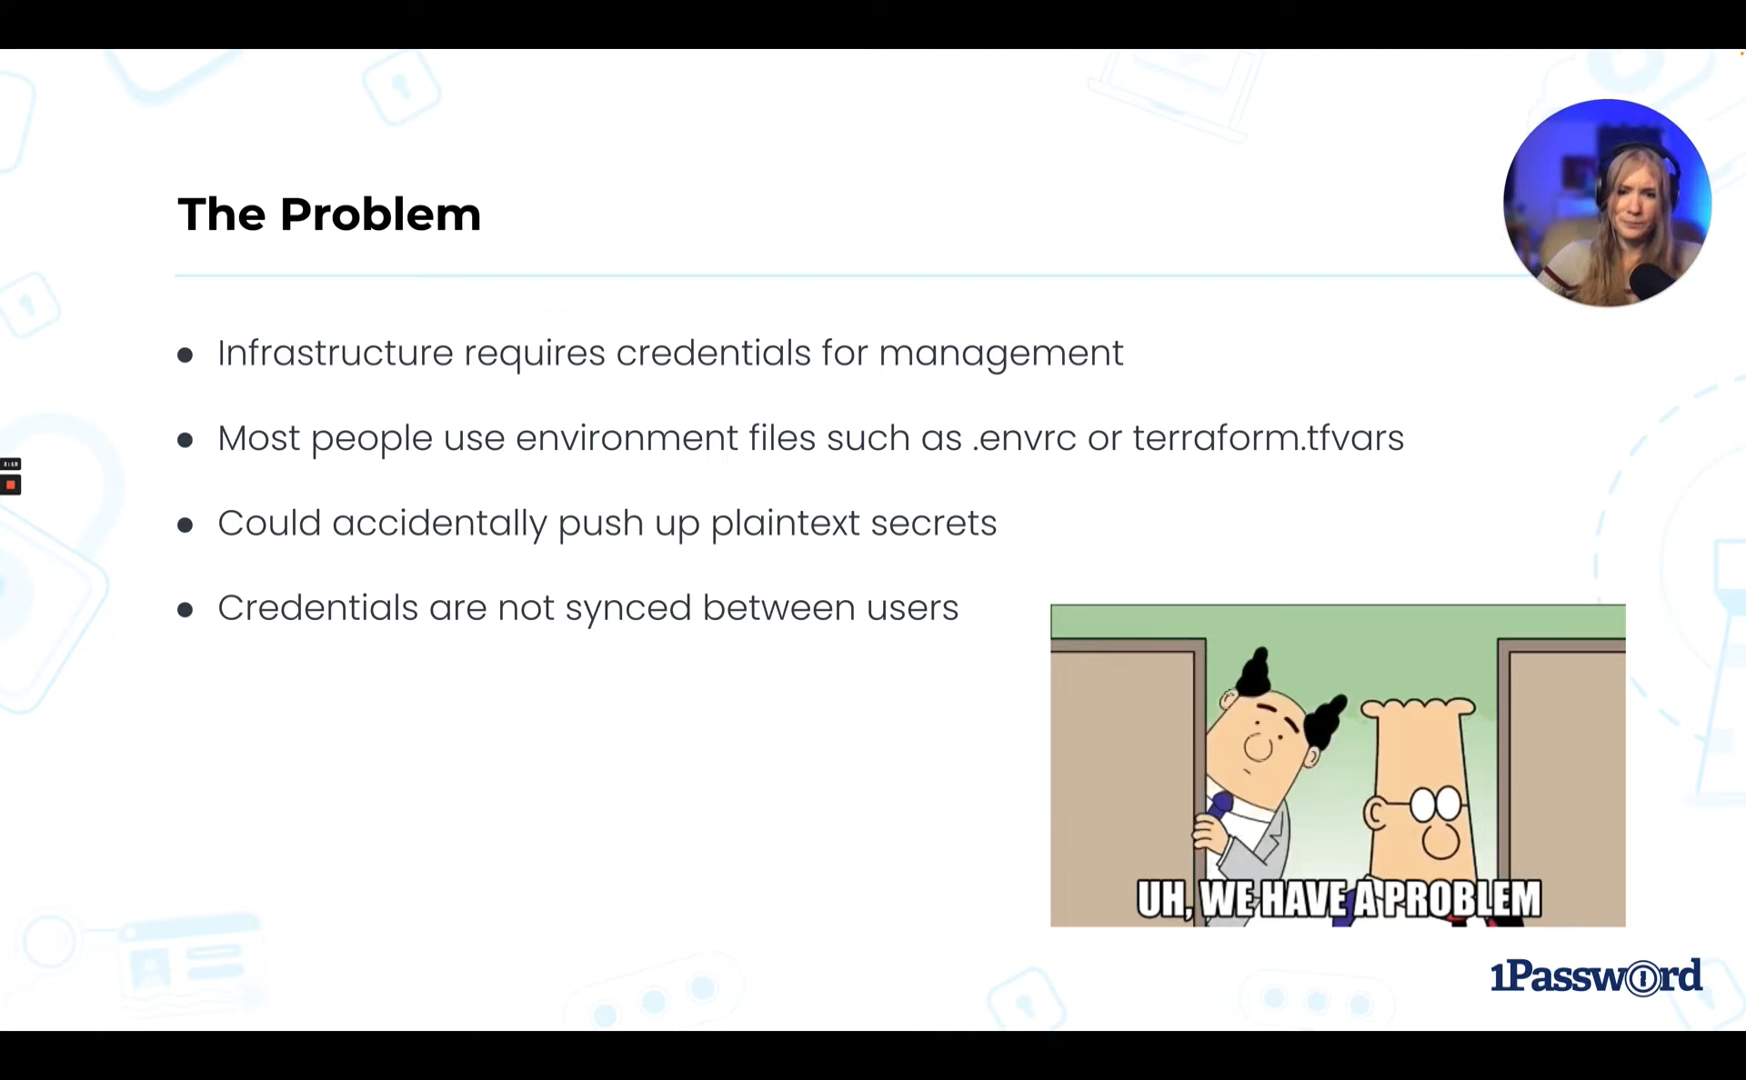 The Problem
● Infrastructure requires credentials for management
● Most people use environment files such as .envrc or terraform.tfvars
● Could accidentally push up plaintext secrets
● Credentials are not synced between users
UH, WE HAVE A PROBLEM
1Password